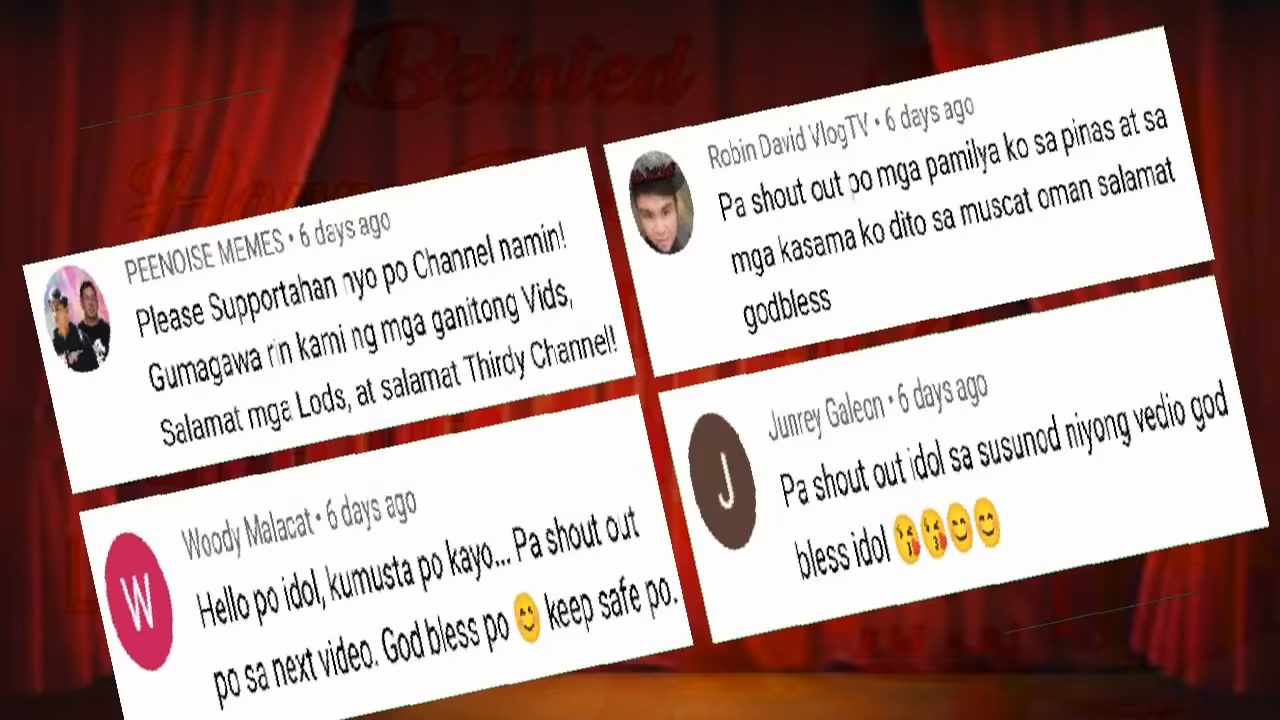 Belated
PEENOISE MEMES • 6 days ago
Please Supportahan nyo po Channel namin!
Gumagawa rin kami ng mga ganitong Vids,
Salamat mga Lods, at salamat Thirdy Channel!
Robin David VlogTV • 6 days ago
Pa shout out po mga pamilya ko sa pinas at sa
mga kasama ko dito sa muscat oman salamat
godbless
W
Woody Malacat • 6 days ago
Hello po idol, kumusta po kayo... Pa shout out
po sa next video. God bless po 😊 keep safe po.
J
Junrey Galeon • 6 days ago
Pa shout out idol sa susunod niyong vedio god
bless idol 😘😘😊😊